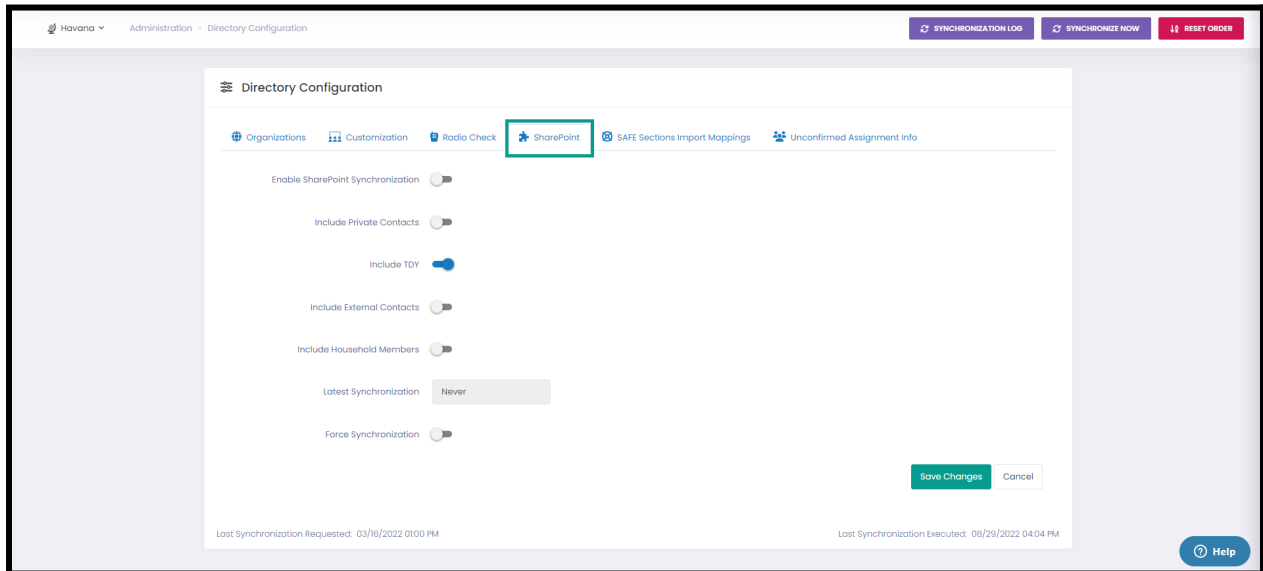 Havana Administration - Directory Configuration SYNCHRONIZATION LOG SYNCHRONIZE NOW RESET ORDER
Directory Configuration
Organizations Customization Radio Check SharePoint SAFE Sections Import Mappings Unconfirmed Assignment Info
Enable SharePoint Synchronization
Include Private Contacts
Include TDY
Include External Contacts
Include Household Members
Latest Synchronization Never
Force Synchronization
Save Changes Cancel
Last Synchronization Requested: 03/16/2022 01:00 PM Last Synchronization Executed: 08/29/2022 04:04 PM
Help